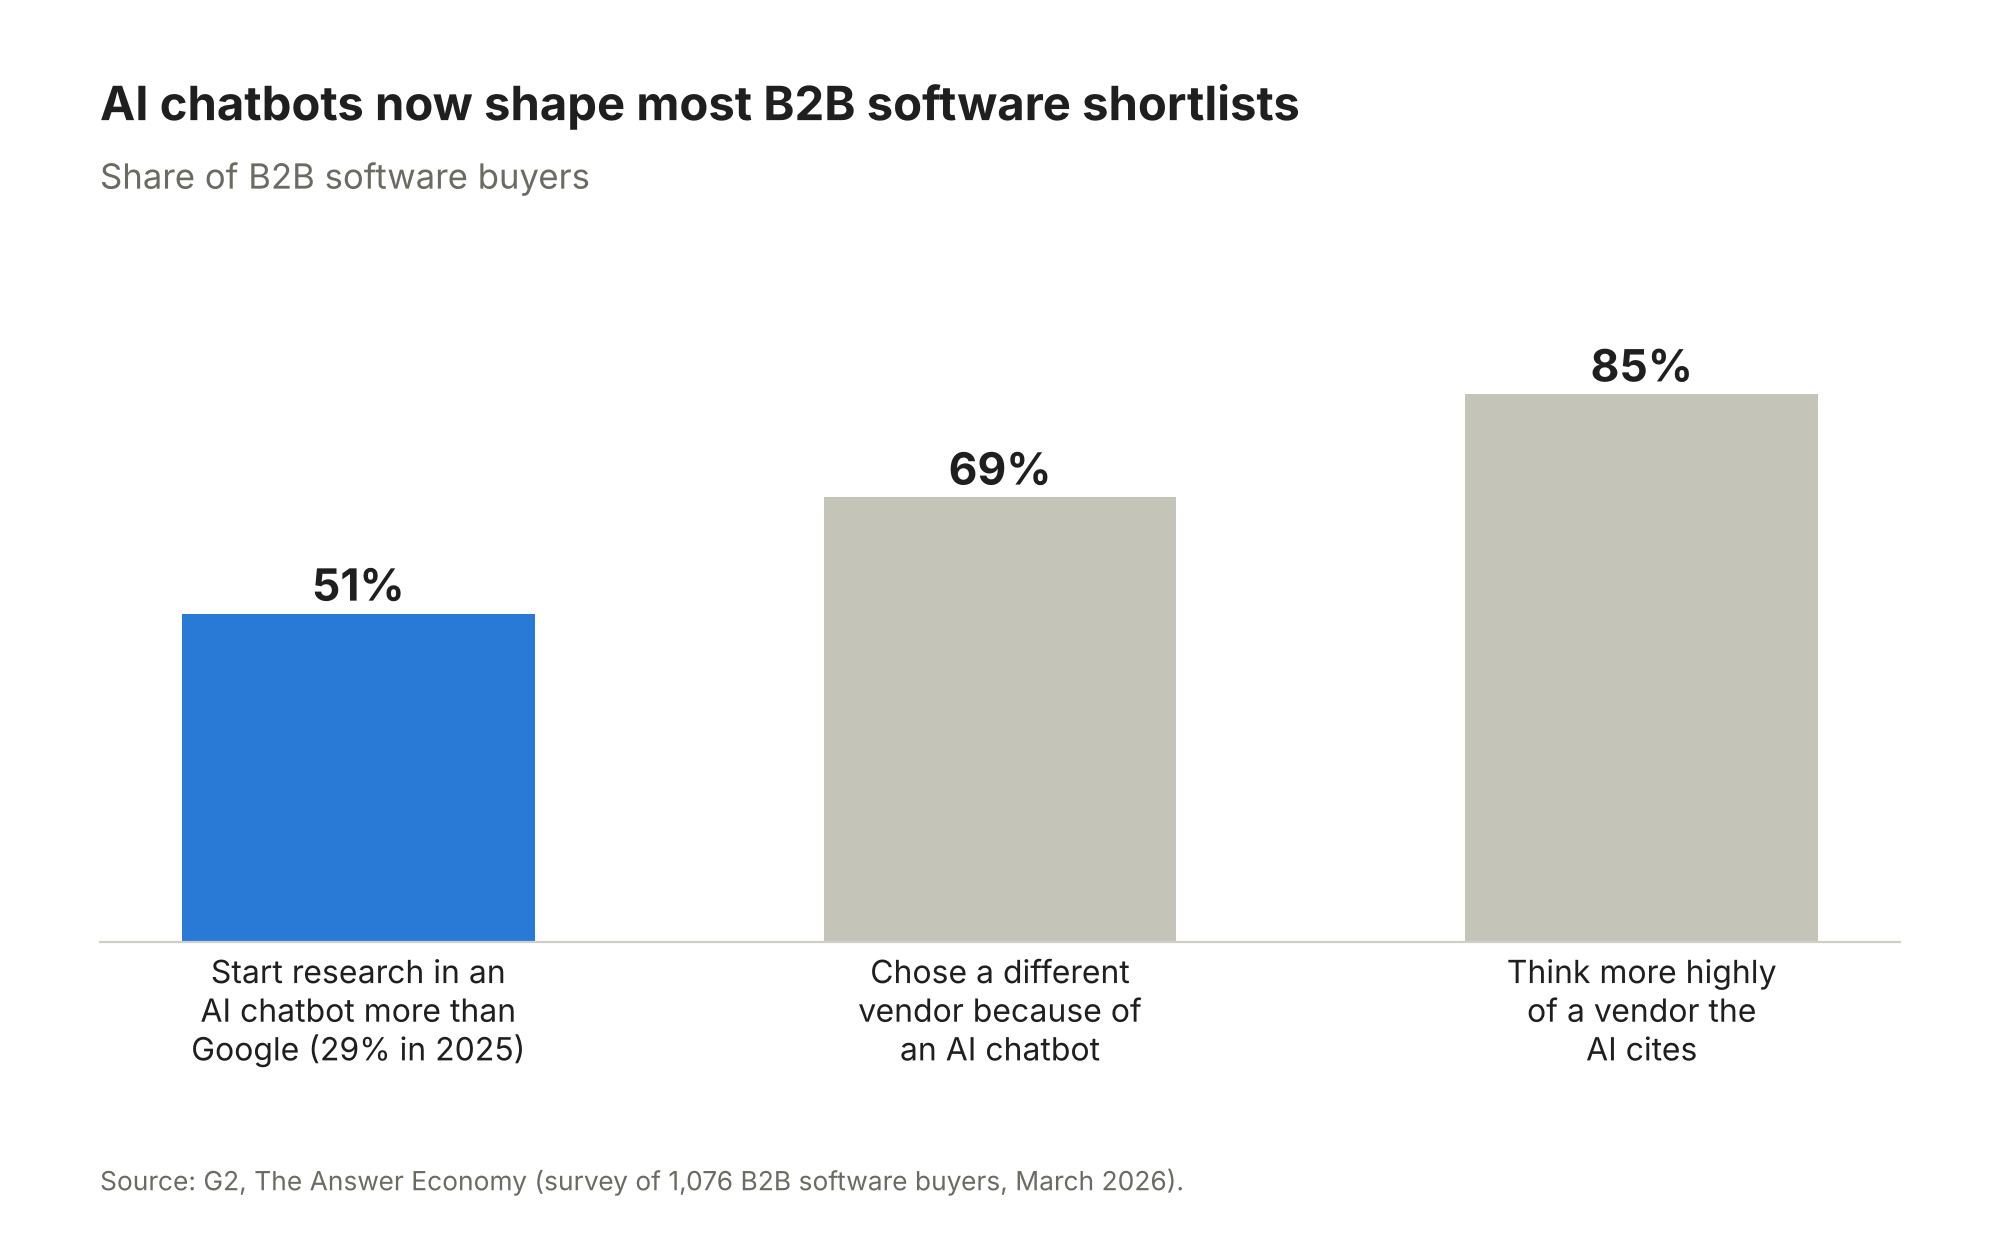 AI chatbots now shape most B2B software shortlists
Share of B2B software buyers
51%
69%
85%
Start research in an
AI chatbot more than
Google (29% in 2025)
Chose a different
vendor because of
an AI chatbot
Think more highly
of a vendor the
AI cites
Source: G2, The Answer Economy (survey of 1,076 B2B software buyers, March 2026).